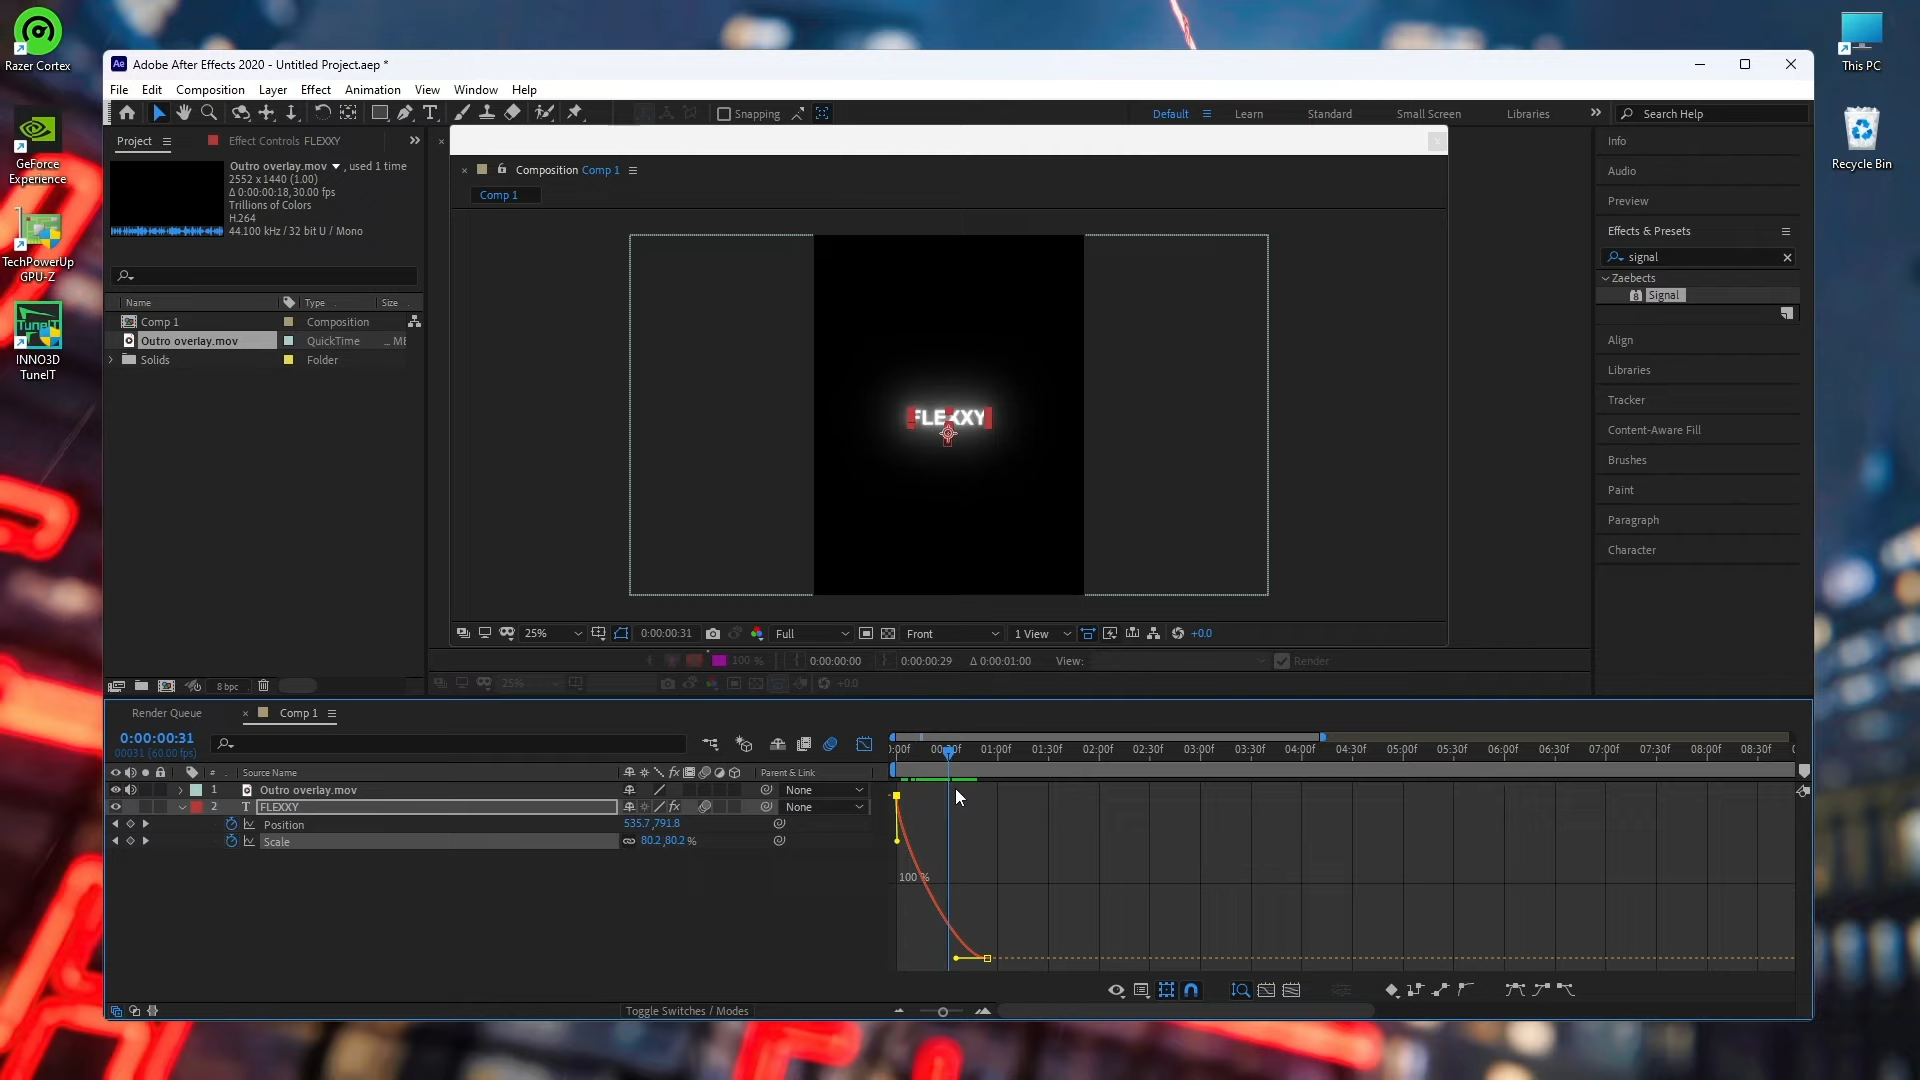 Razer Cortex
GeForce
Experience
TechPowerUp
GPU-Z
INNO3D
TuneIT
This PC
Recycle Bin
Ae Adobe After Effects 2020 - Untitled Project.aep *
File Edit Composition Layer Effect Animation View Window Help
Snapping
Default Learn Standard Small Screen Libraries Search Help
Project Effect Controls FLEXXY
Outro overlay.mov , used 1 time
2552 x 1440 (1.00)
Δ 0:00:00:18, 30.00 fps
Trillions of Colors
H.264
44.100 kHz / 32 bit U / Mono
Name Type Size
Comp 1 Composition
Outro overlay.mov QuickTime ... ME
Solids Folder
8 bpc
Composition Comp 1
Comp 1
FLEXXY
25% 0:00:00:31 Full Front 1 View +0.0
100 % 0:00:00:00 0:00:00:29 Δ 0:00:01:00 View: Render
25% +0.0
Info
Audio
Preview
Effects & Presets
signal
Zaebects
Signal
Align
Libraries
Tracker
Content-Aware Fill
Brushes
Paint
Paragraph
Character
Render Queue Comp 1
0:00:00:31
00031 (60.00 fps)
):00f 00:30f 01:00f 01:30f 02:00f 02:30f 03:00f 03:30f 04:00f 04:30f 05:00f 05:30f 06:00f 06:30f 07:00f 07:30f 08:00f 08:30f
# Source Name Parent & Link
1 Outro overlay.mov None
2 T FLEXXY None
Position 535.7,791.8
Scale 80.2,80.2 %
100 %
Toggle Switches / Modes